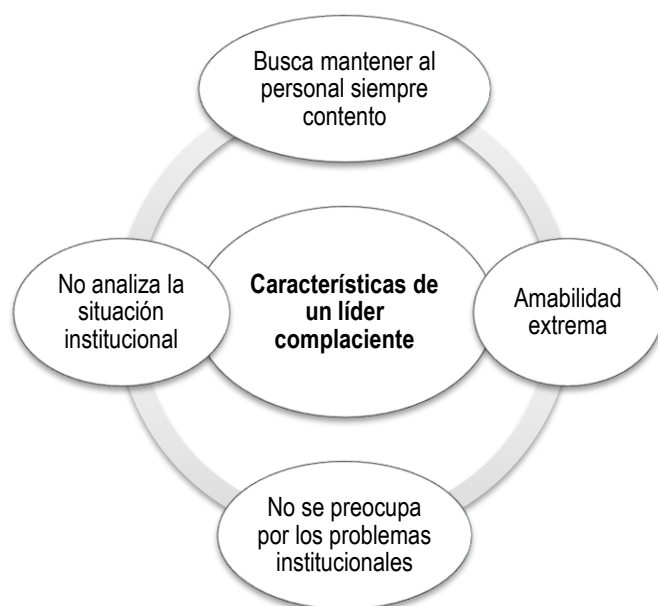 Busca mantener al
personal siempre
contento
No analiza la
situación
institucional
Características de
un líder
complaciente
Amabilidad
extrema
No se preocupa
por los problemas
institucionales